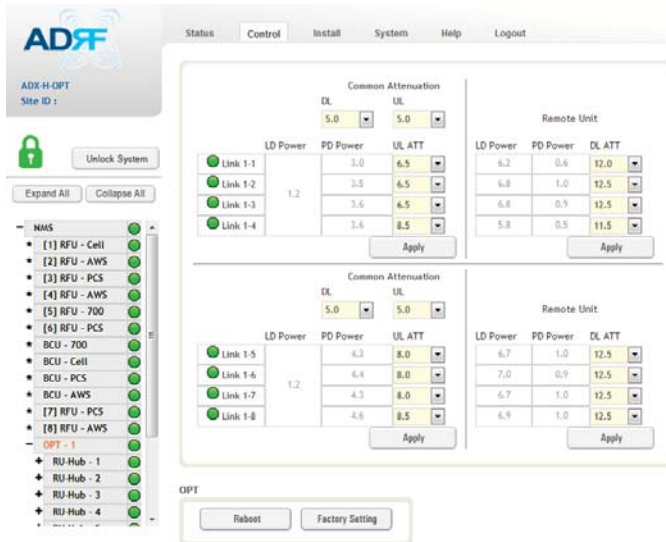 ADRF
Status Control Install System Help Logout
ADX-H-OPT
Site ID :
Unlock System
Expand All Collapse All
NMS
[1] RFU - Cell
[2] RFU - AWS
[3] RFU - PCS
[4] RFU - AWS
[5] RFU - 700
[6] RFU - PCS
BCU - 700
BCU - Cell
BCU - PCS
BCU - AWS
[7] RFU - PCS
[8] RFU - AWS
OPT - 1
RU-Hub - 1
RU-Hub - 2
RU-Hub - 3
RU-Hub - 4
Common Attenuation
DL UL
5.0 5.0 Remote Unit
LD Power PD Power UL ATT LD Power PD Power DL ATT
Link 1-1 3.0 6.5 6.2 0.6 12.0
Link 1-2 3.5 6.5 6.8 1.0 12.5
1.2
Link 1-3 3.6 6.5 6.8 0.9 12.5
Link 1-4 3.6 8.5 5.8 0.5 11.5
Apply Apply
Common Attenuation
DL UL
5.0 5.0 Remote Unit
LD Power PD Power UL ATT LD Power PD Power DL ATT
Link 1-5 4.3 8.0 6.7 1.0 12.5
Link 1-6 4.4 8.0 7.0 0.9 12.5
1.2
Link 1-7 4.3 8.0 6.7 1.0 12.5
Link 1-8 4.6 8.5 6.9 1.0 12.5
Apply Apply
OPT
Reboot Factory Setting